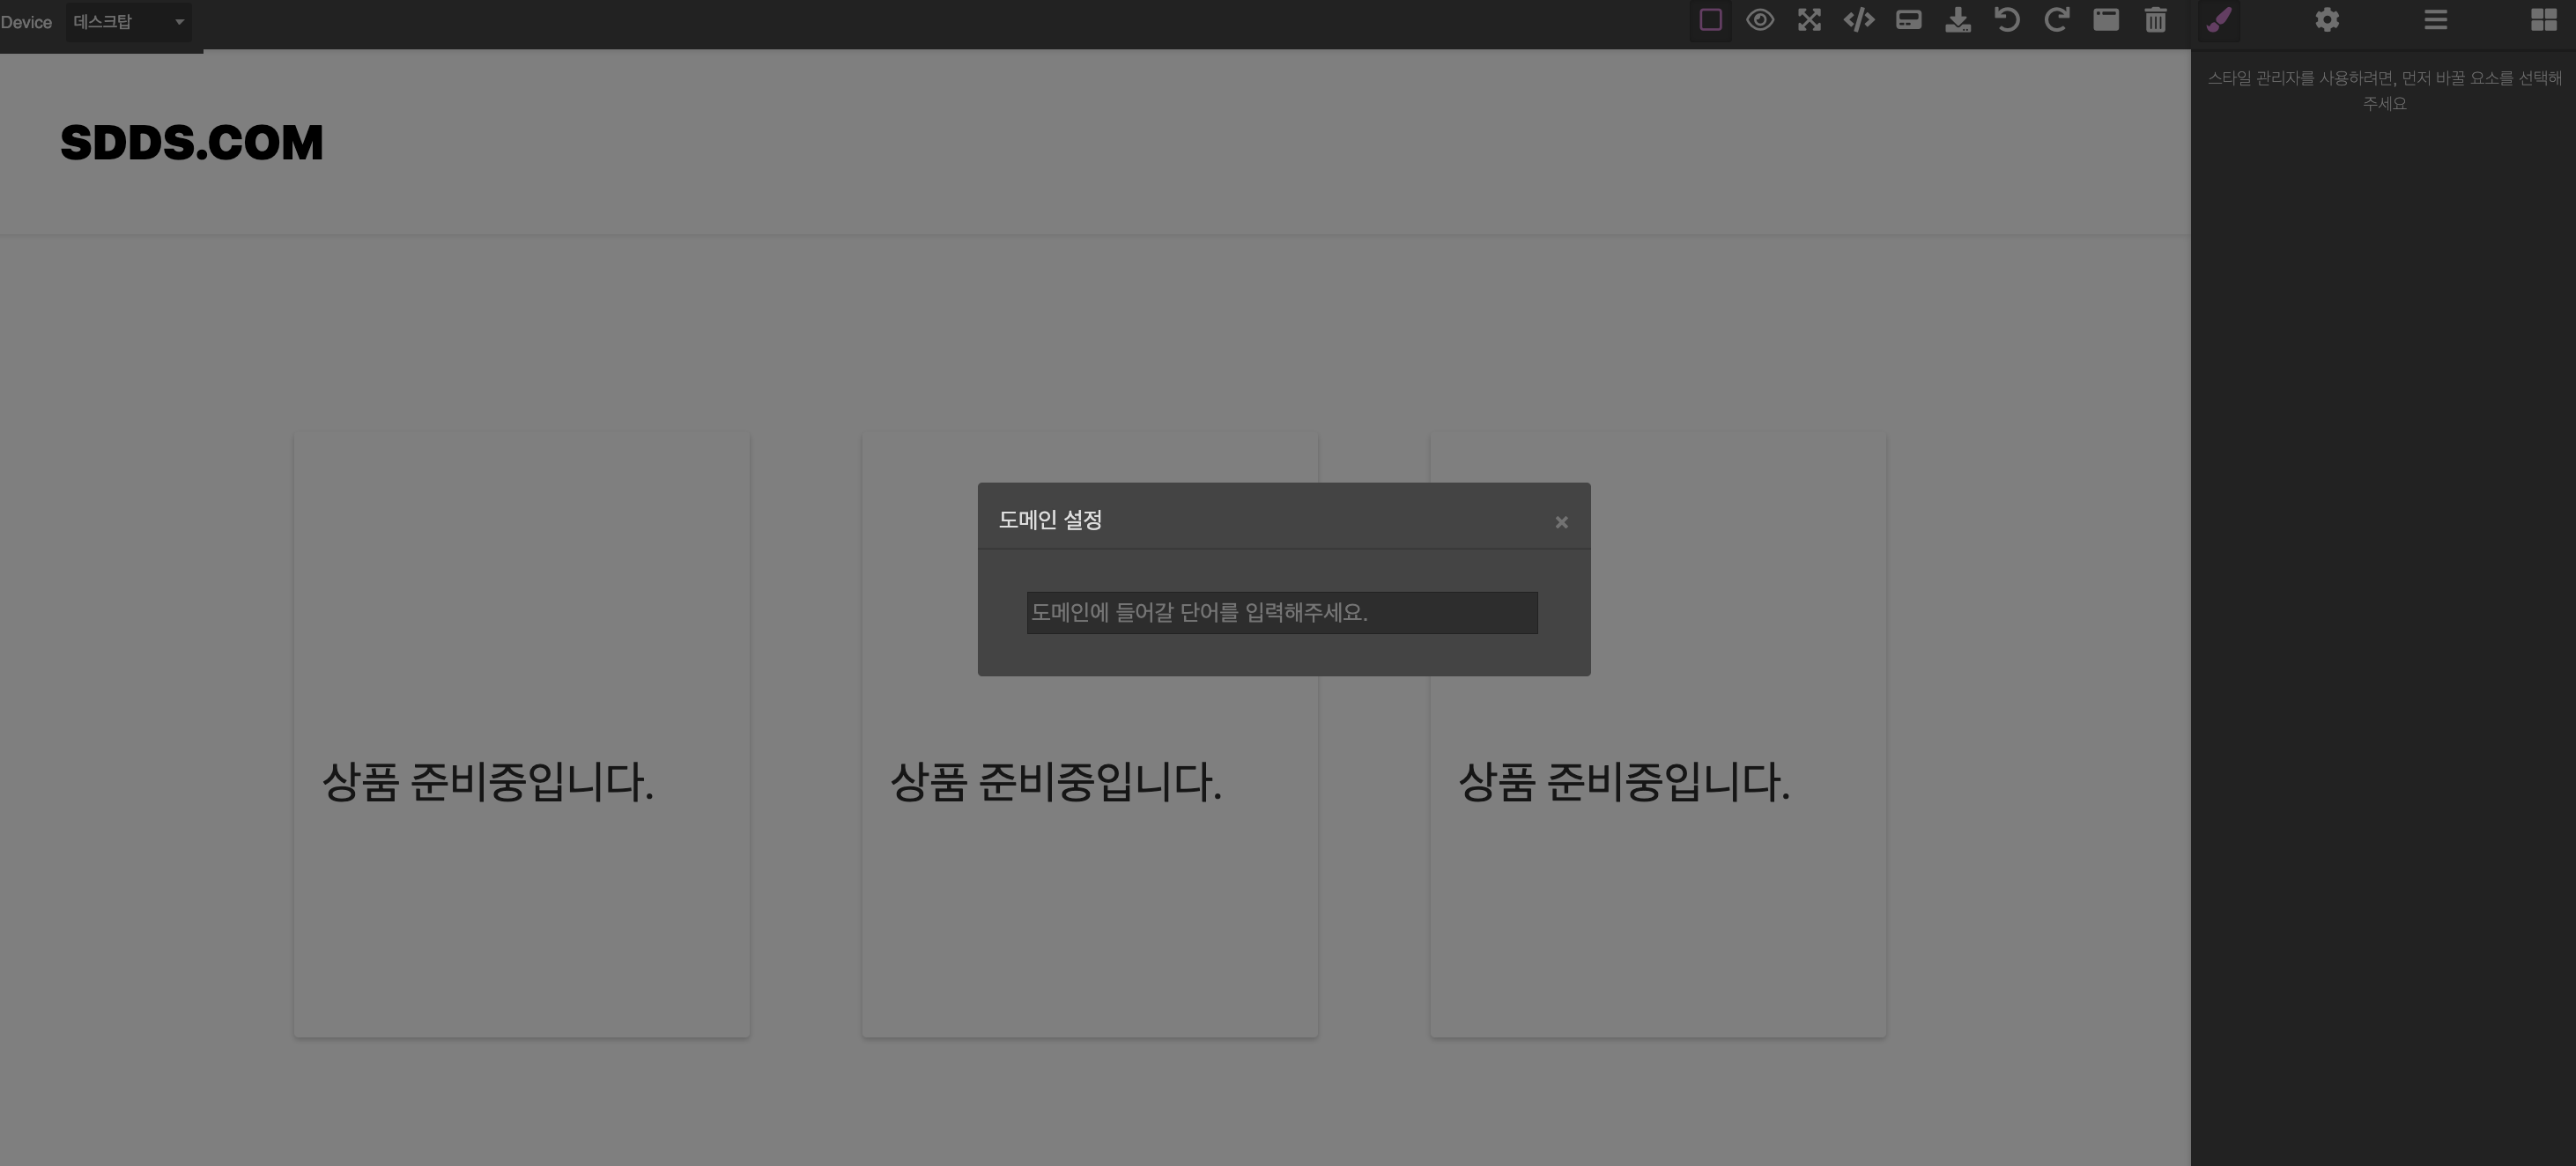 Device 데스크탑
스타일 관리자를 사용하려면, 먼저 바꿀 요소를 선택해
주세요
SDDS.COM
도메인 설정
도메인에 들어갈 단어를 입력해주세요.
상품 준비중입니다.
상품 준비중입니다.
상품 준비중입니다.